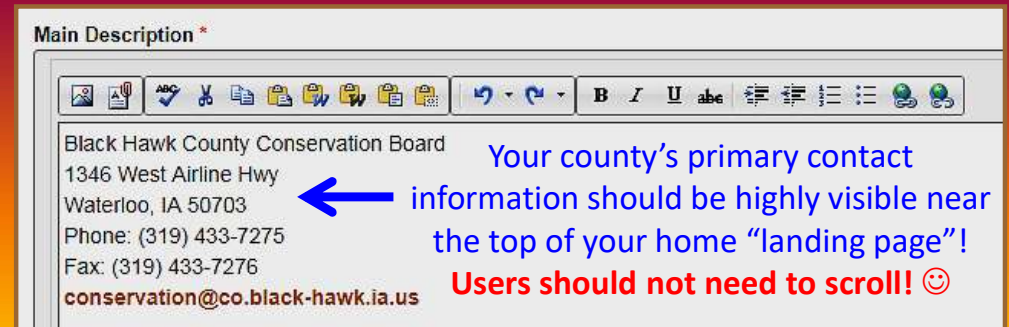 Main Description *
ABC
B I U abc
Black Hawk County Conservation Board
1346 West Airline Hwy
Waterloo, IA 50703
Phone: (319) 433-7275
Fax: (319) 433-7276
conservation@co.black-hawk.ia.us
Your county’s primary contact
information should be highly visible near
the top of your home “landing page”!
Users should not need to scroll! ☺